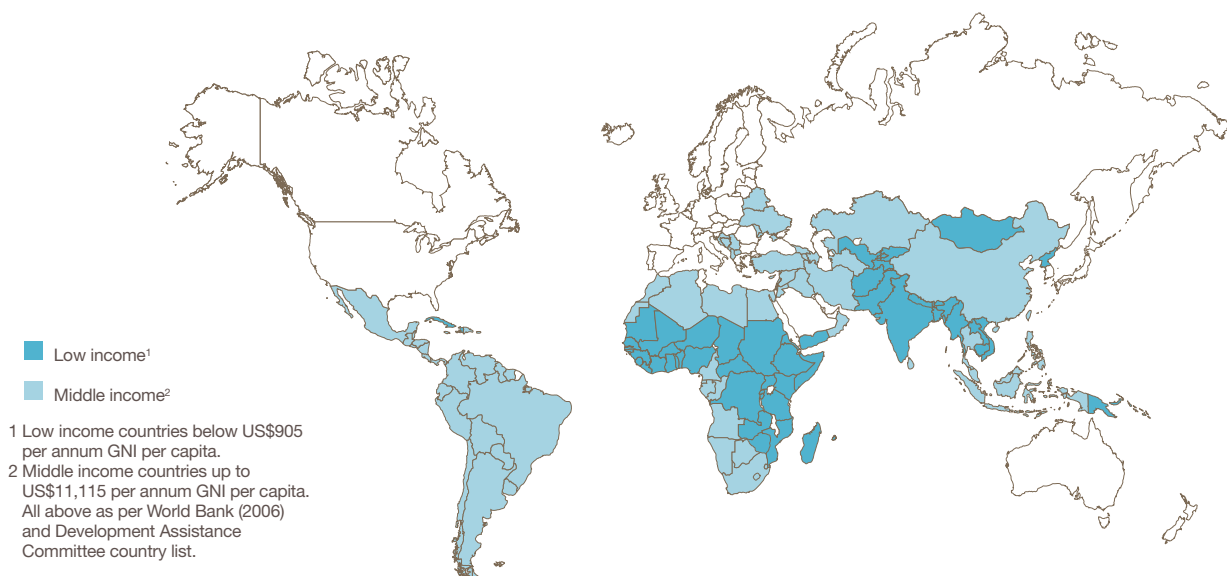 Low income¹
Middle income²
1 Low income countries below US$905
per annum GNI per capita.
2 Middle income countries up to
US$11,115 per annum GNI per capita.
All above as per World Bank (2006)
and Development Assistance
Committee country list.